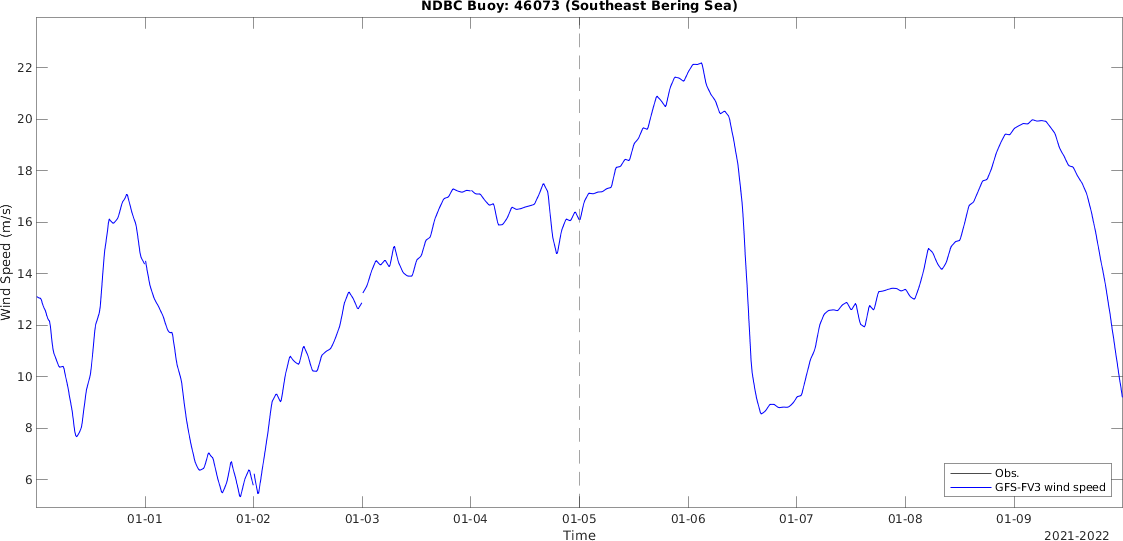 NDBC Buoy: 46073 (Southeast Bering Sea)
22
20
18
16
14
12
10
8
6
Wind Speed (m/s)
Obs.
GFS-FV3 wind speed
01-01 01-02 01-03 01-04 01-05 01-06 01-07 01-08 01-09
Time
2021-2022